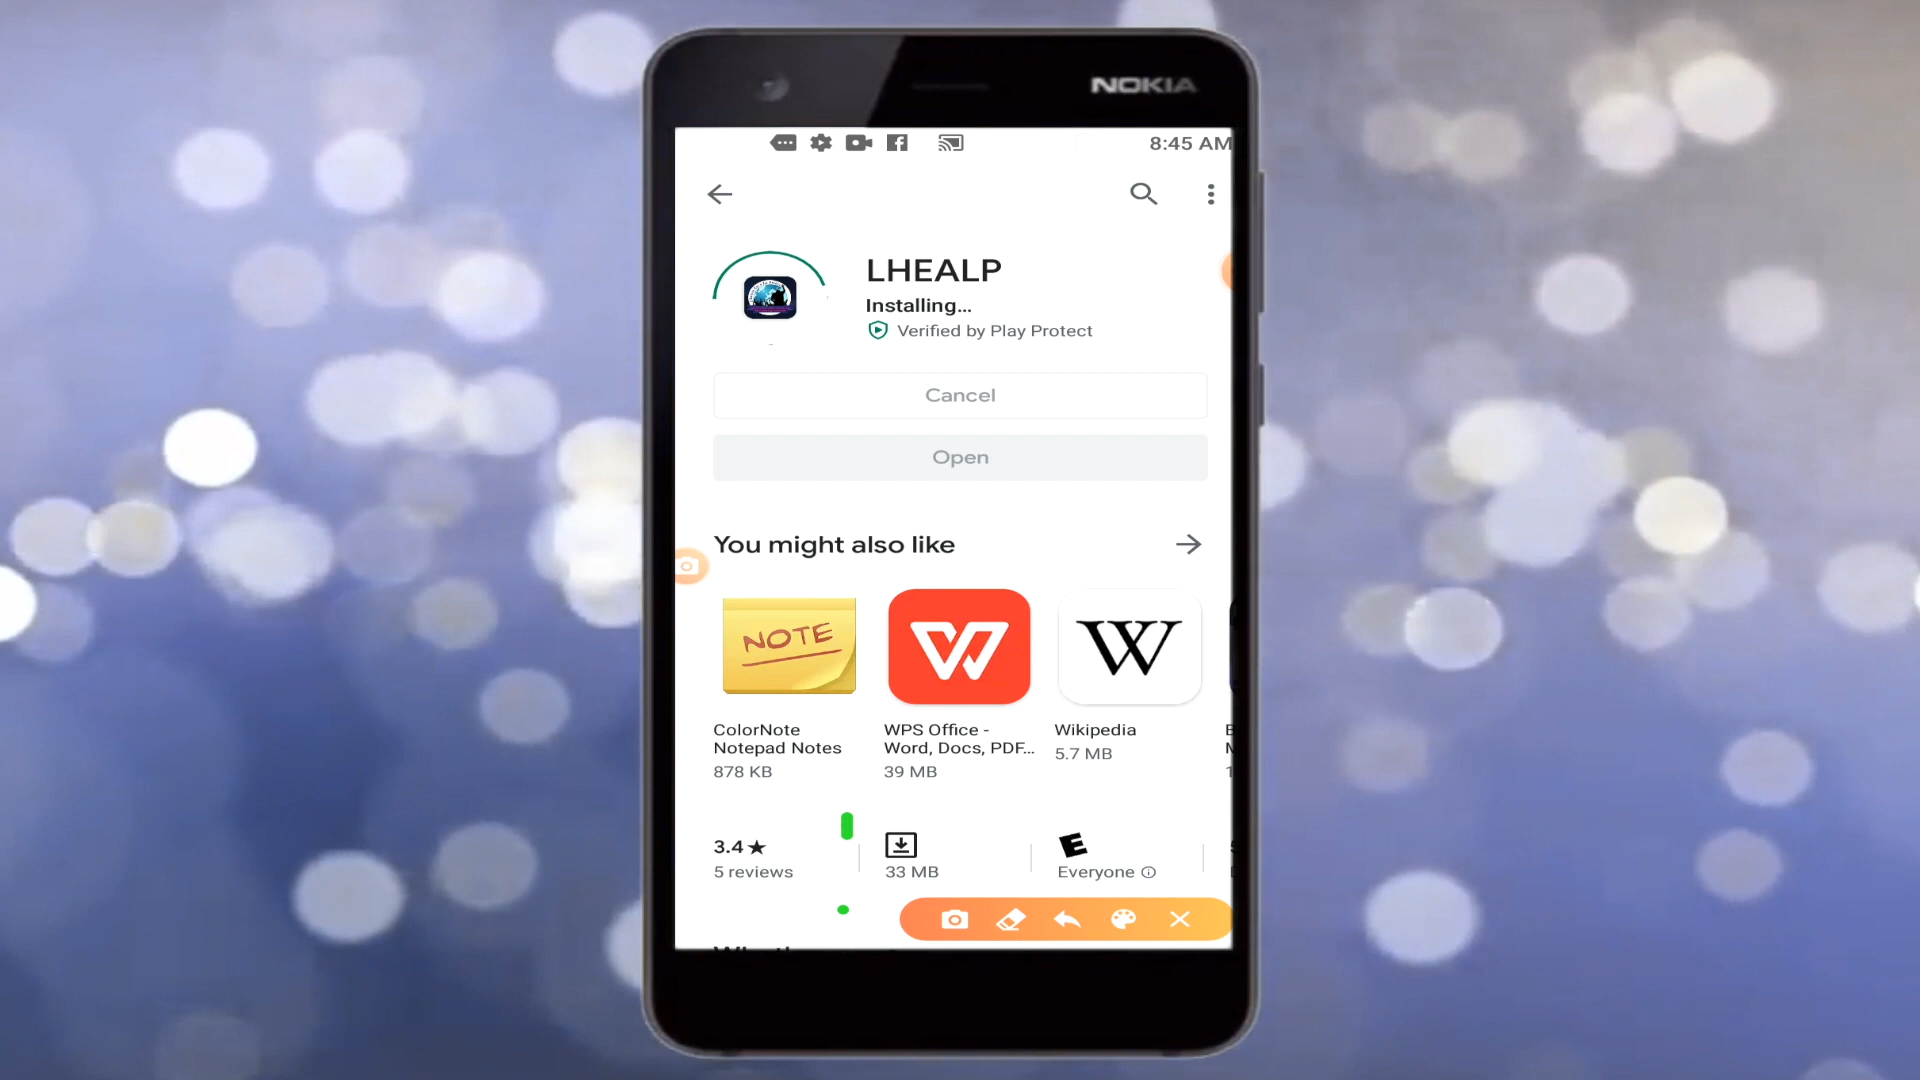 NOKIA
8:45 AM
LHEALP
Installing...
Verified by Play Protect
Cancel
Open
You might also like
NOTE
W
ColorNote
Notepad Notes
878 KB
WPS Office -
Word, Docs, PDF...
39 MB
Wikipedia
5.7 MB
3.4★
5 reviews
33 MB
E
Everyone